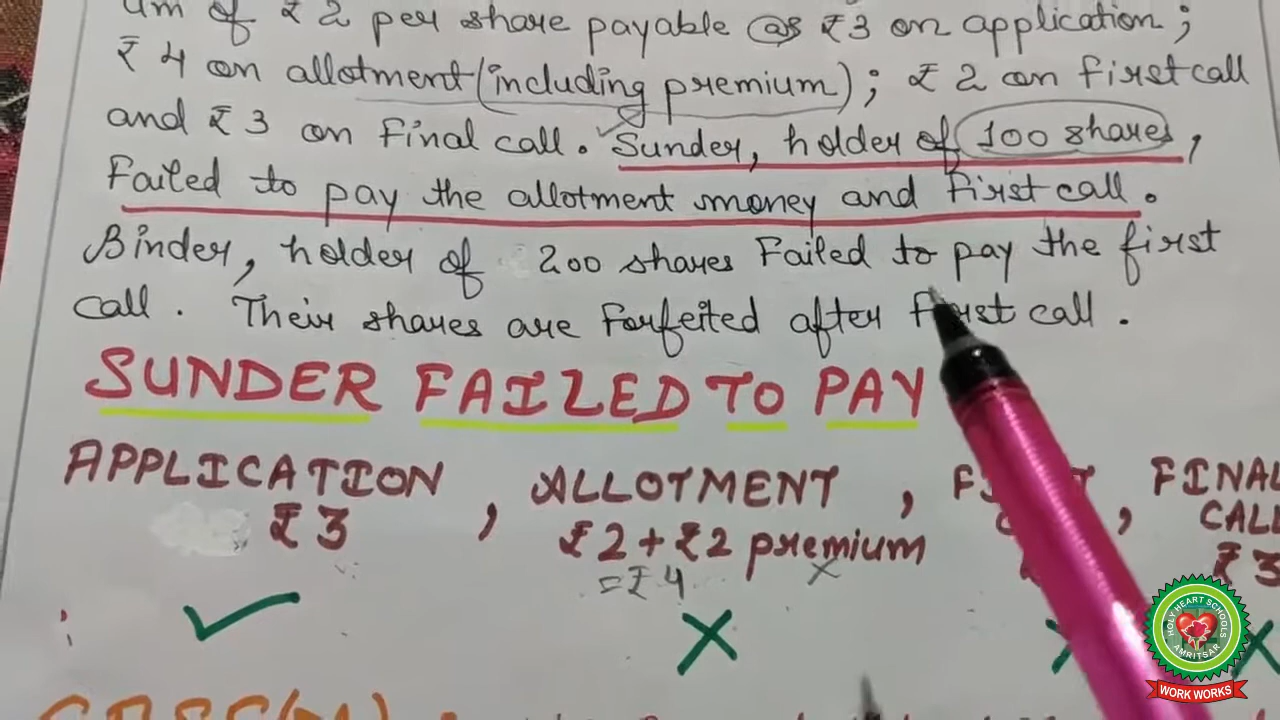 um of ₹ 2 per share payable as ₹3 on application;
₹ 4 on allotment (including premium); ₹ 2 on first call
and ₹ 3 on Final call. Sunder, holder of 100 shares,
Failed to pay the allotment money and first call.
Binder, holder of 200 shares Failed to pay the first
call. Their shares are forfeited after first call.
SUNDER FAILED TO PAY
APPLICATION, ALLOTMENT, FINAL
CALL
₹ 3 ₹2 + ₹2 premium ₹3
= ₹ 4
HOLY HEART SCHOOLS
AMRITSAR
WORK WORKS